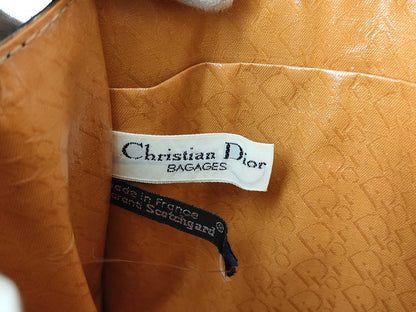 Christian Dior
BAGAGES
made in France
Scotchgard®